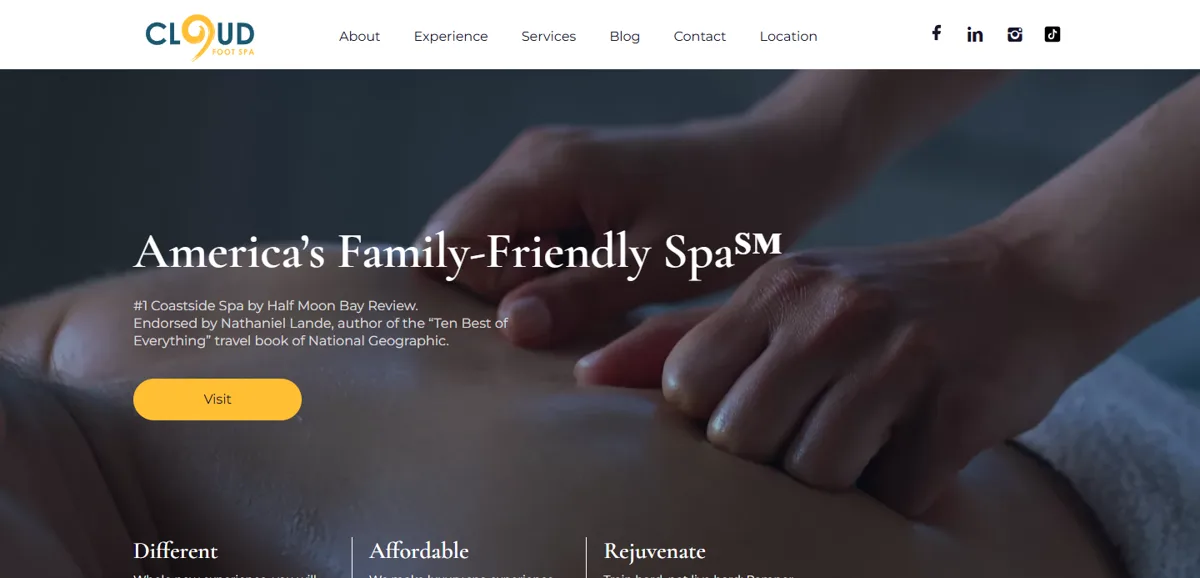 CL9UD
FOOT SPA
About Experience Services Blog Contact Location
America’s Family-Friendly Spa℠
#1 Coastside Spa by Half Moon Bay Review.
Endorsed by Nathaniel Lande, author of the “Ten Best of
Everything” travel book of National Geographic.
Visit
Different Affordable Rejuvenate